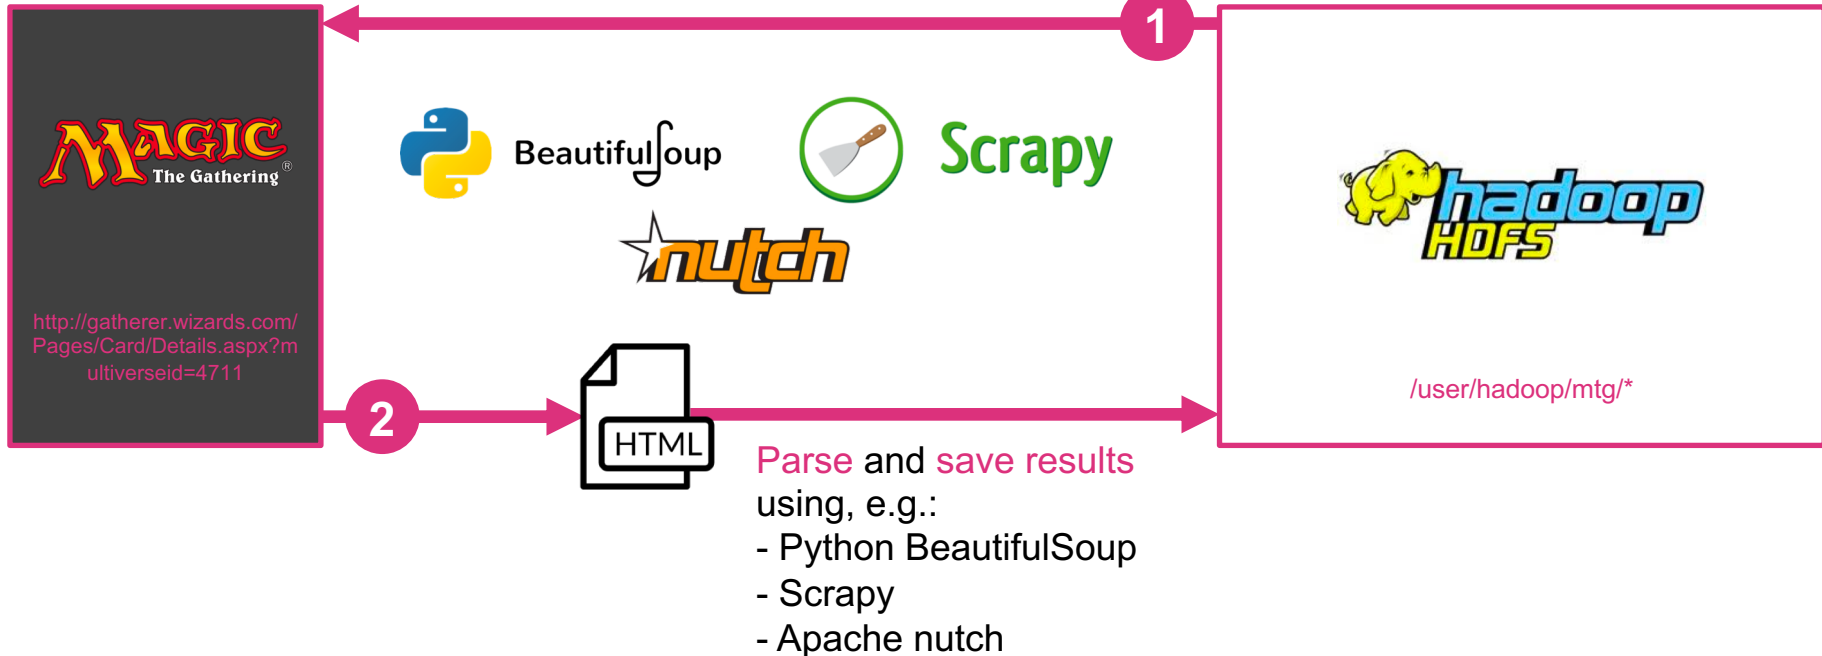 1
MAGIC
The Gathering®
BeautifulSoup
Scrapy
nutch
hadoop
HDFS
http://gatherer.wizards.com/
Pages/Card/Details.aspx?m
ultiverseid=4711
/user/hadoop/mtg/*
2
HTML
Parse and save results
using, e.g.:
- Python BeautifulSoup
- Scrapy
- Apache nutch